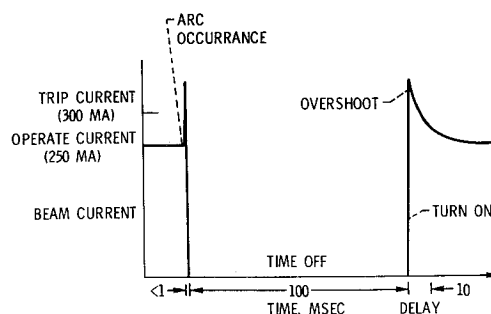 ARC
OCCURRANCE
TRIP CURRENT
(300 MA)
OVERSHOOT
OPERATE CURRENT
(250 MA)
BEAM CURRENT
TURN ON
TIME OFF
<1
100
10
TIME, MSEC
DELAY